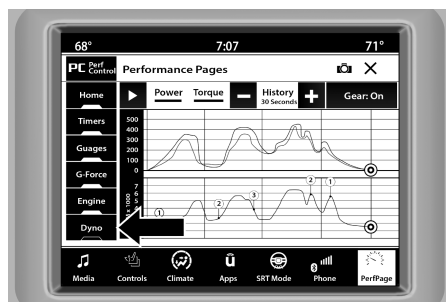 68° 7:07 71°
PC Perf Control Performance Pages
Home Power Torque History 30 Seconds Gear: On
Timers
Guages
G-Force
Engine
Dyno
500
400
300
200
100
0
7
6
5
x 1000
2
3
2
1
1
2
Media Controls Climate Apps SRT Mode Phone PerfPage